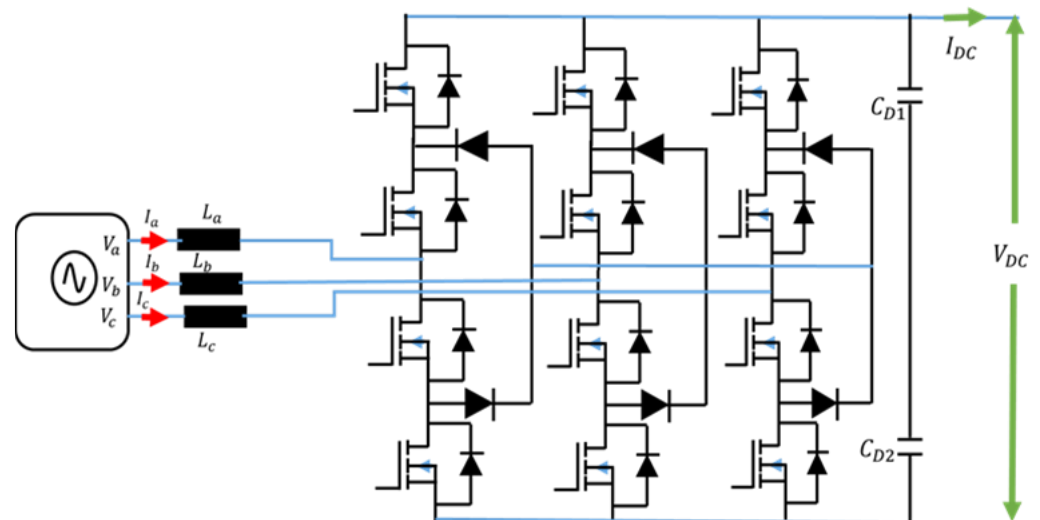 I_DC
C_D1
I_a
L_a
V_a
I_b
L_b
V_b
I_c
V_c
L_c
V_DC
C_D2